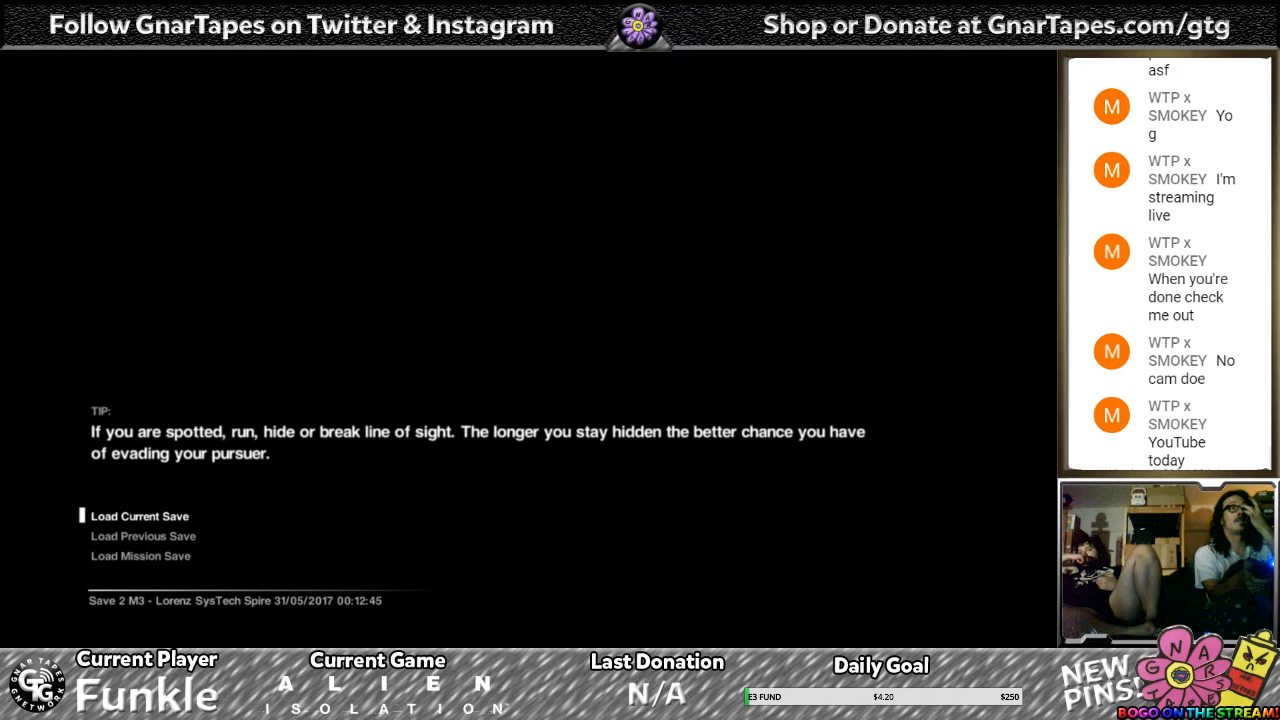 Follow GnarTapes on Twitter & Instagram
Shop or Donate at GnarTapes.com/gtg
asf
WTP x
SMOKEY Yo
g
WTP x
SMOKEY I'm
streaming
live
WTP x
SMOKEY
When you're
done check
me out
WTP x
SMOKEY No
cam doe
WTP x
SMOKEY
YouTube
today
M
M
M
M
M
TIP:
If you are spotted, run, hide or break line of sight. The longer you stay hidden the better chance you have
of evading your pursuer.
Load Current Save
Load Previous Save
Load Mission Save
Save 2 M3 - Lorenz SysTech Spire 31/05/2017 00:12:45
GNAR TAPES
GTG
GNETWORK
Current Player
Funkle
Current Game
ALIEN
ISOLATION
Last Donation
N/A
Daily Goal
E3 FUND $4.20 $250
NEW
PINS!
GNAR
BOGO ON THE STREAM!